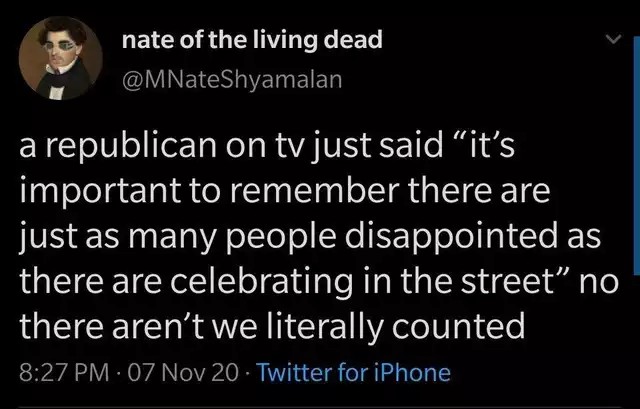 nate of the living dead
@MNateShyamalan
a republican on tv just said “it’s
important to remember there are
just as many people disappointed as
there are celebrating in the street” no
there aren’t we literally counted
8:27 PM · 07 Nov 20 · Twitter for iPhone